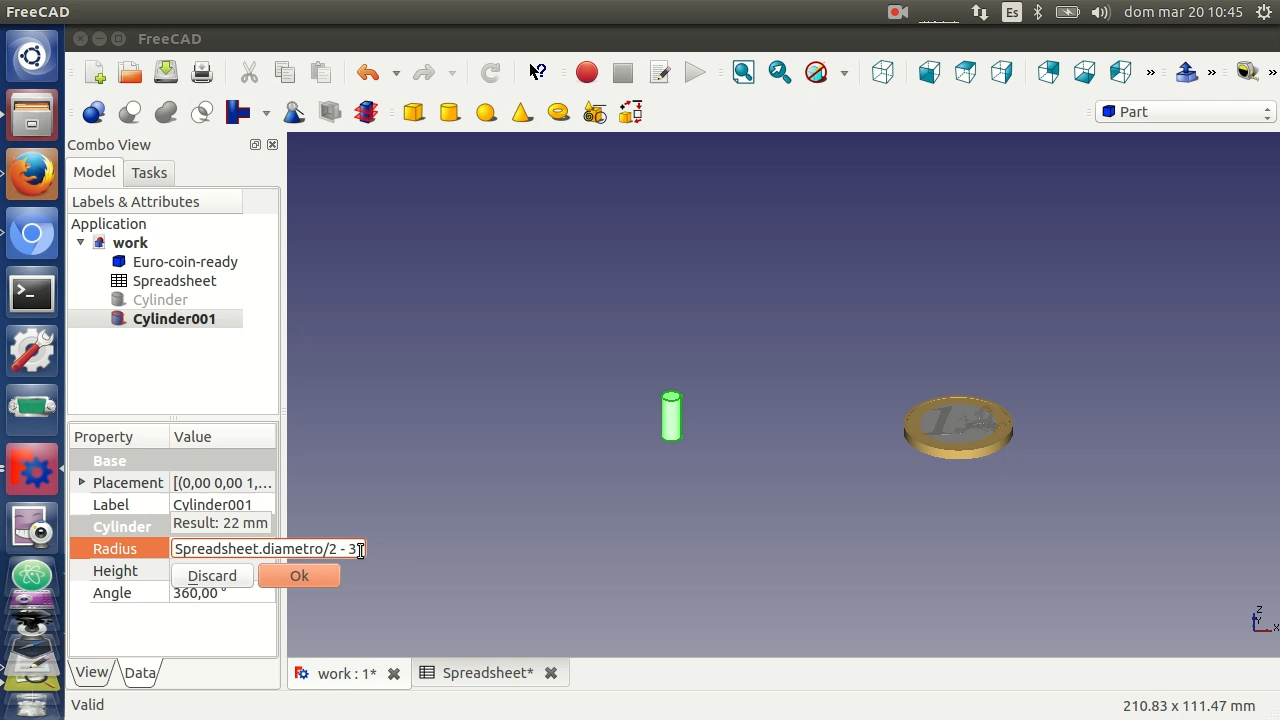 FreeCAD
Es
dom mar 20 10:45
FreeCAD
Part
Combo View
Model
Tasks
Labels & Attributes
Application
work
Euro-coin-ready
Spreadsheet
Cylinder
Cylinder001
Property
Value
Base
Placement
[(0,00 0,00 1,...
Label
Cylinder001
Cylinder
Result: 22 mm
Radius
Spreadsheet.diametro/2 - 3
Height
Discard
Ok
Angle
360,00 °
View
Data
work : 1*
Spreadsheet*
Valid
210.83 x 111.47 mm